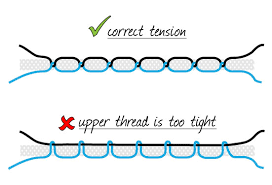 correct tension
upper thread is too tight